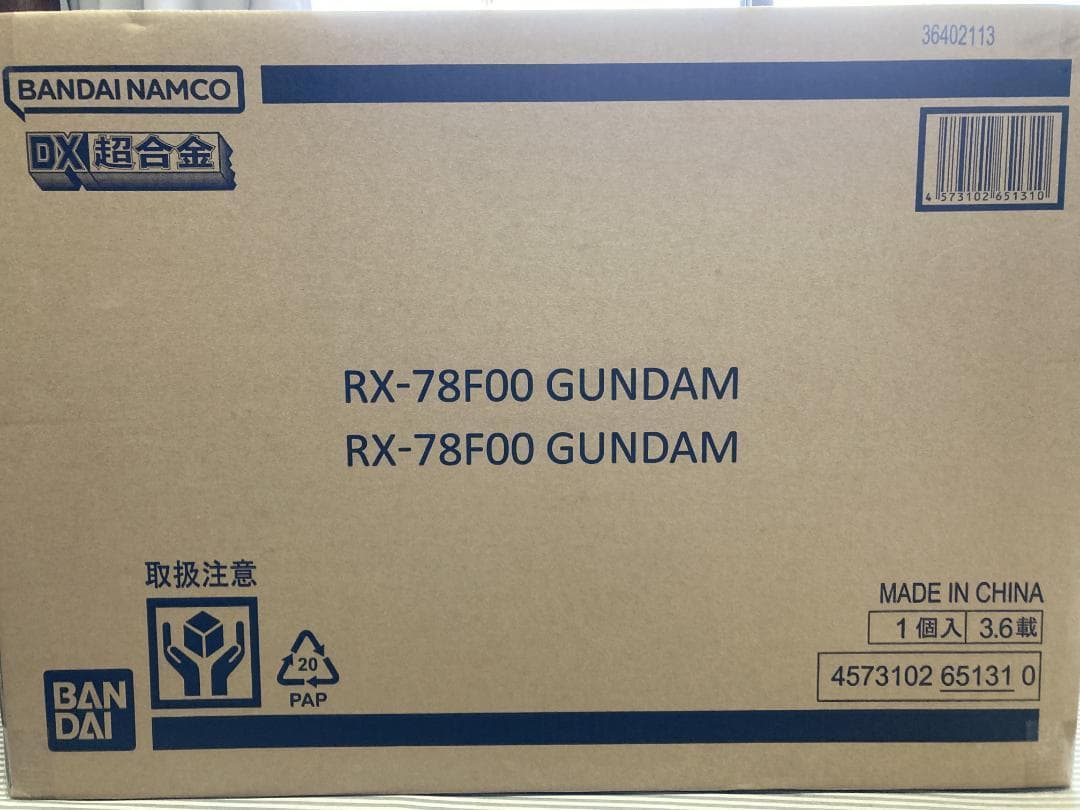 36402113
BANDAI NAMCO
DX超合金
4 573102 651310
RX-78F00 GUNDAM
RX-78F00 GUNDAM
取扱注意
20
PAP
BAN
DAI
MADE IN CHINA
1個入 3.6載
4573102 65131 0